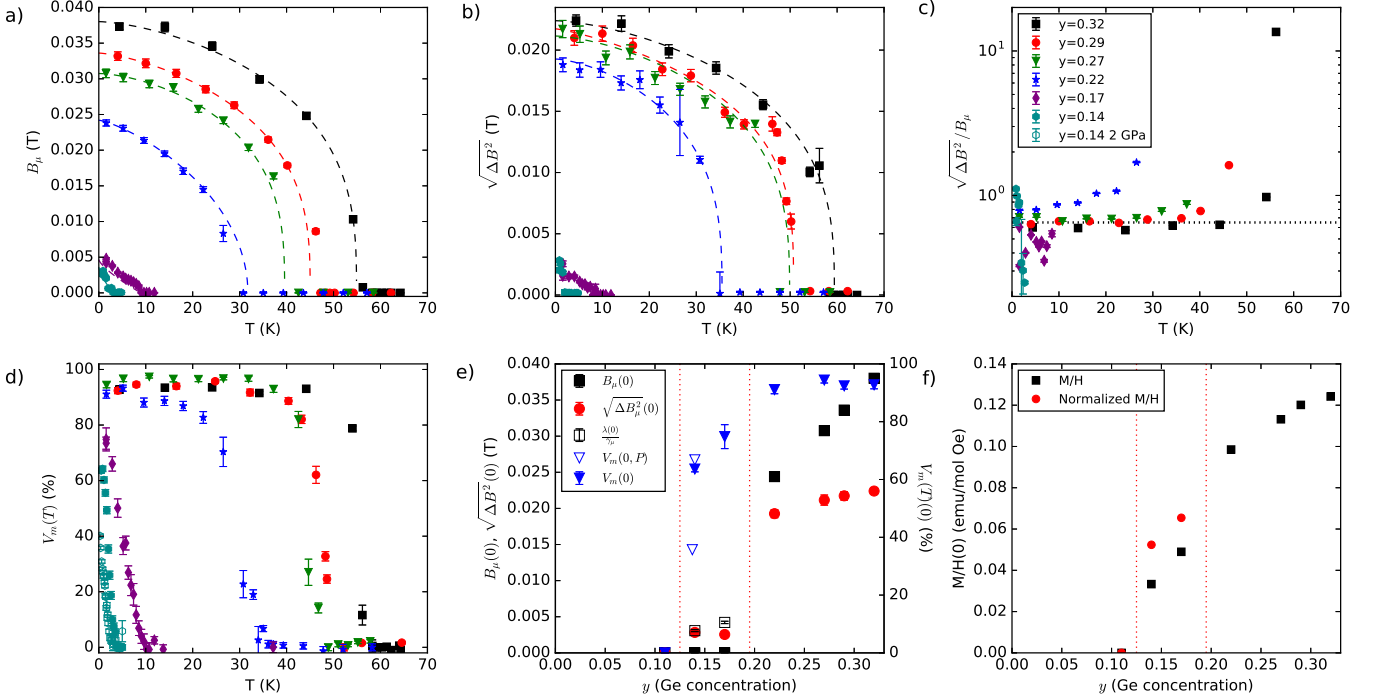 a)
0.040
0.035
0.030
0.025
0.020
0.015
0.010
0.005
0.000
B_μ (T)
0 10 20 30 40 50 60 70
T (K)
b)
0.020
0.015
0.010
0.005
0.000
√ΔB² (T)
0 10 20 30 40 50 60 70
T (K)
c)
10¹
10⁰
√ΔB²/B_μ
y=0.32
y=0.29
y=0.27
y=0.22
y=0.17
y=0.14
y=0.14 2 GPa
0 10 20 30 40 50 60 70
T (K)
d)
100
80
60
40
20
0
V_m(T) (%)
0 10 20 30 40 50 60 70
T (K)
e)
0.040
0.035
0.030
0.025
0.020
0.015
0.010
0.005
0.000
B_μ(0), √ΔB²(0) (T)
B_μ(0)
√ΔB²_μ(0)
λ(0)/γ_μ
V_m(0, P)
V_m(0)
100
80
60
40
20
0
V_m(T)(0) (%)
0.00 0.05 0.10 0.15 0.20 0.25 0.30
y (Ge concentration)
f)
0.14
0.12
0.10
0.08
0.06
0.04
0.02
0.00
M/H(0) (emu/mol Oe)
M/H
Normalized M/H
0.00 0.05 0.10 0.15 0.20 0.25 0.30
y (Ge concentration)